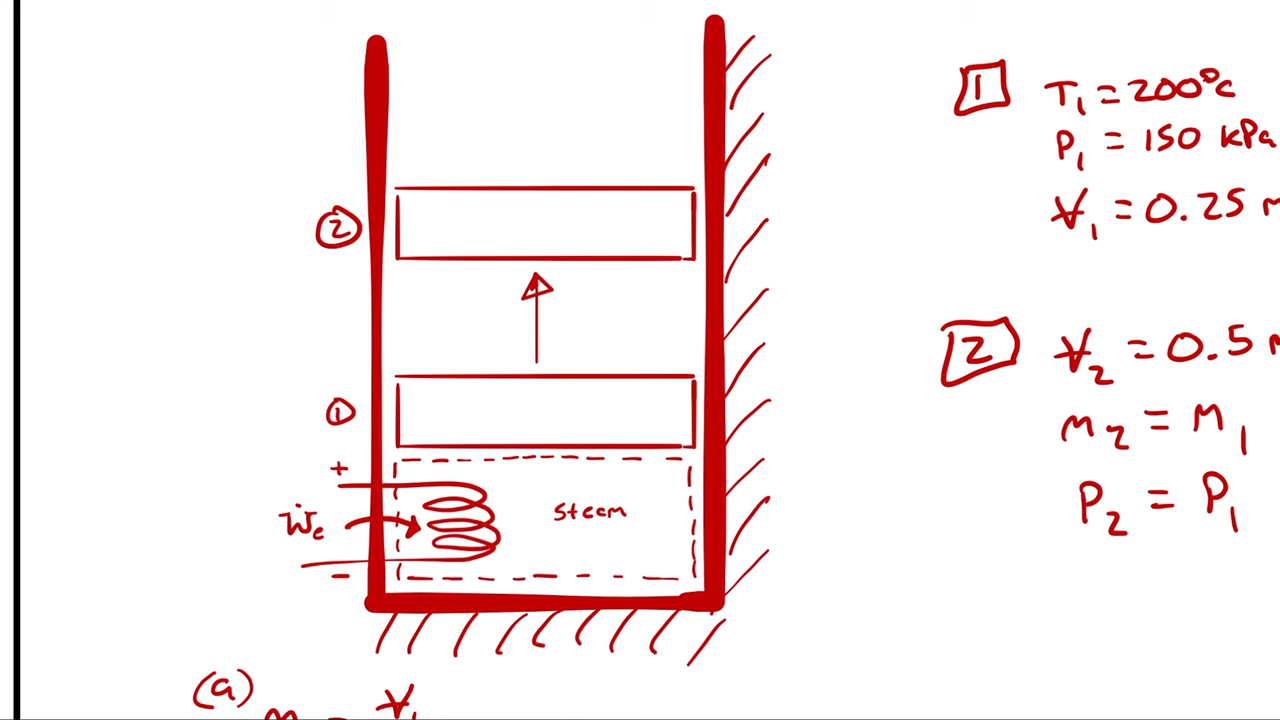 1 T₁ = 200°C
P₁ = 150 kPa
V₁ = 0.25 m
2 V₂ = 0.5 m
m₂ = m₁
P₂ = P₁
②
①
+
Ẇe
-
steam
(a) m = V₁